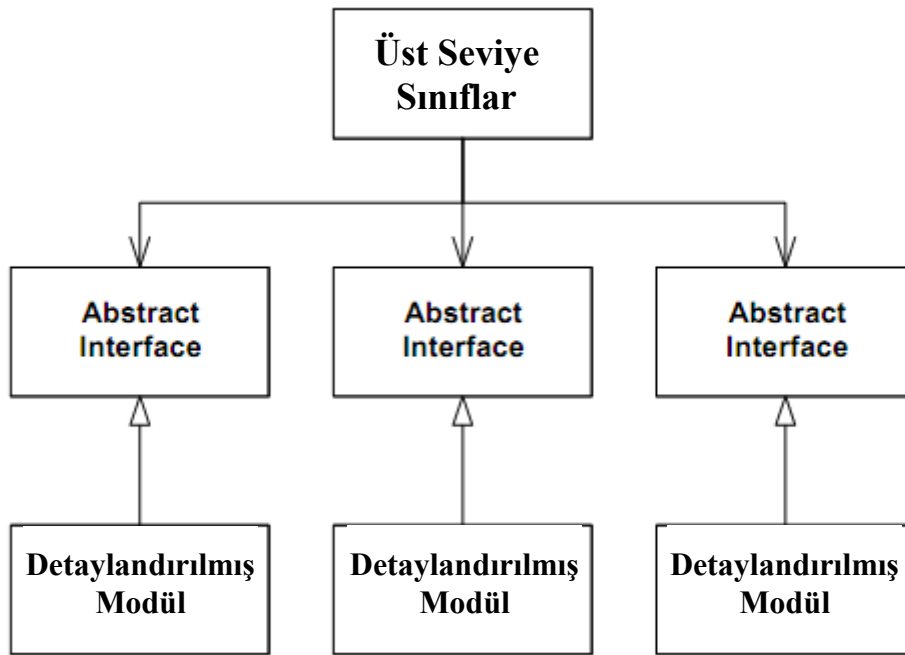 Üst Seviye
Sınıflar
Abstract
Interface
Abstract
Interface
Abstract
Interface
Detaylandırılmış
Modül
Detaylandırılmış
Modül
Detaylandırılmış
Modül